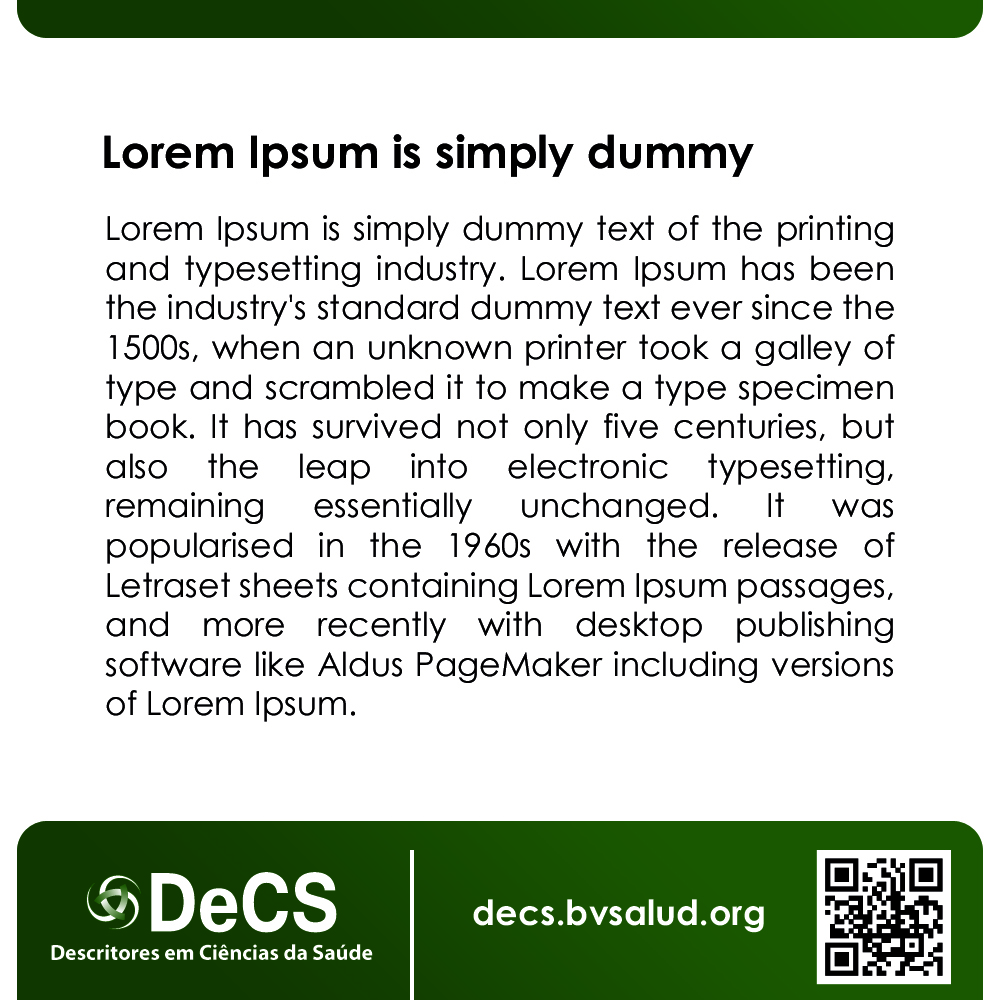 Lorem Ipsum is simply dummy
Lorem Ipsum is simply dummy text of the printing
and typesetting industry. Lorem Ipsum has been
the industry's standard dummy text ever since the
1500s, when an unknown printer took a galley of
type and scrambled it to make a type specimen
book. It has survived not only five centuries, but
also the leap into electronic typesetting,
remaining essentially unchanged. It was
popularised in the 1960s with the release of
Letraset sheets containing Lorem Ipsum passages,
and more recently with desktop publishing
software like Aldus PageMaker including versions
of Lorem Ipsum.
DeCS
Descritores em Ciências da Saúde
decs.bvsalud.org